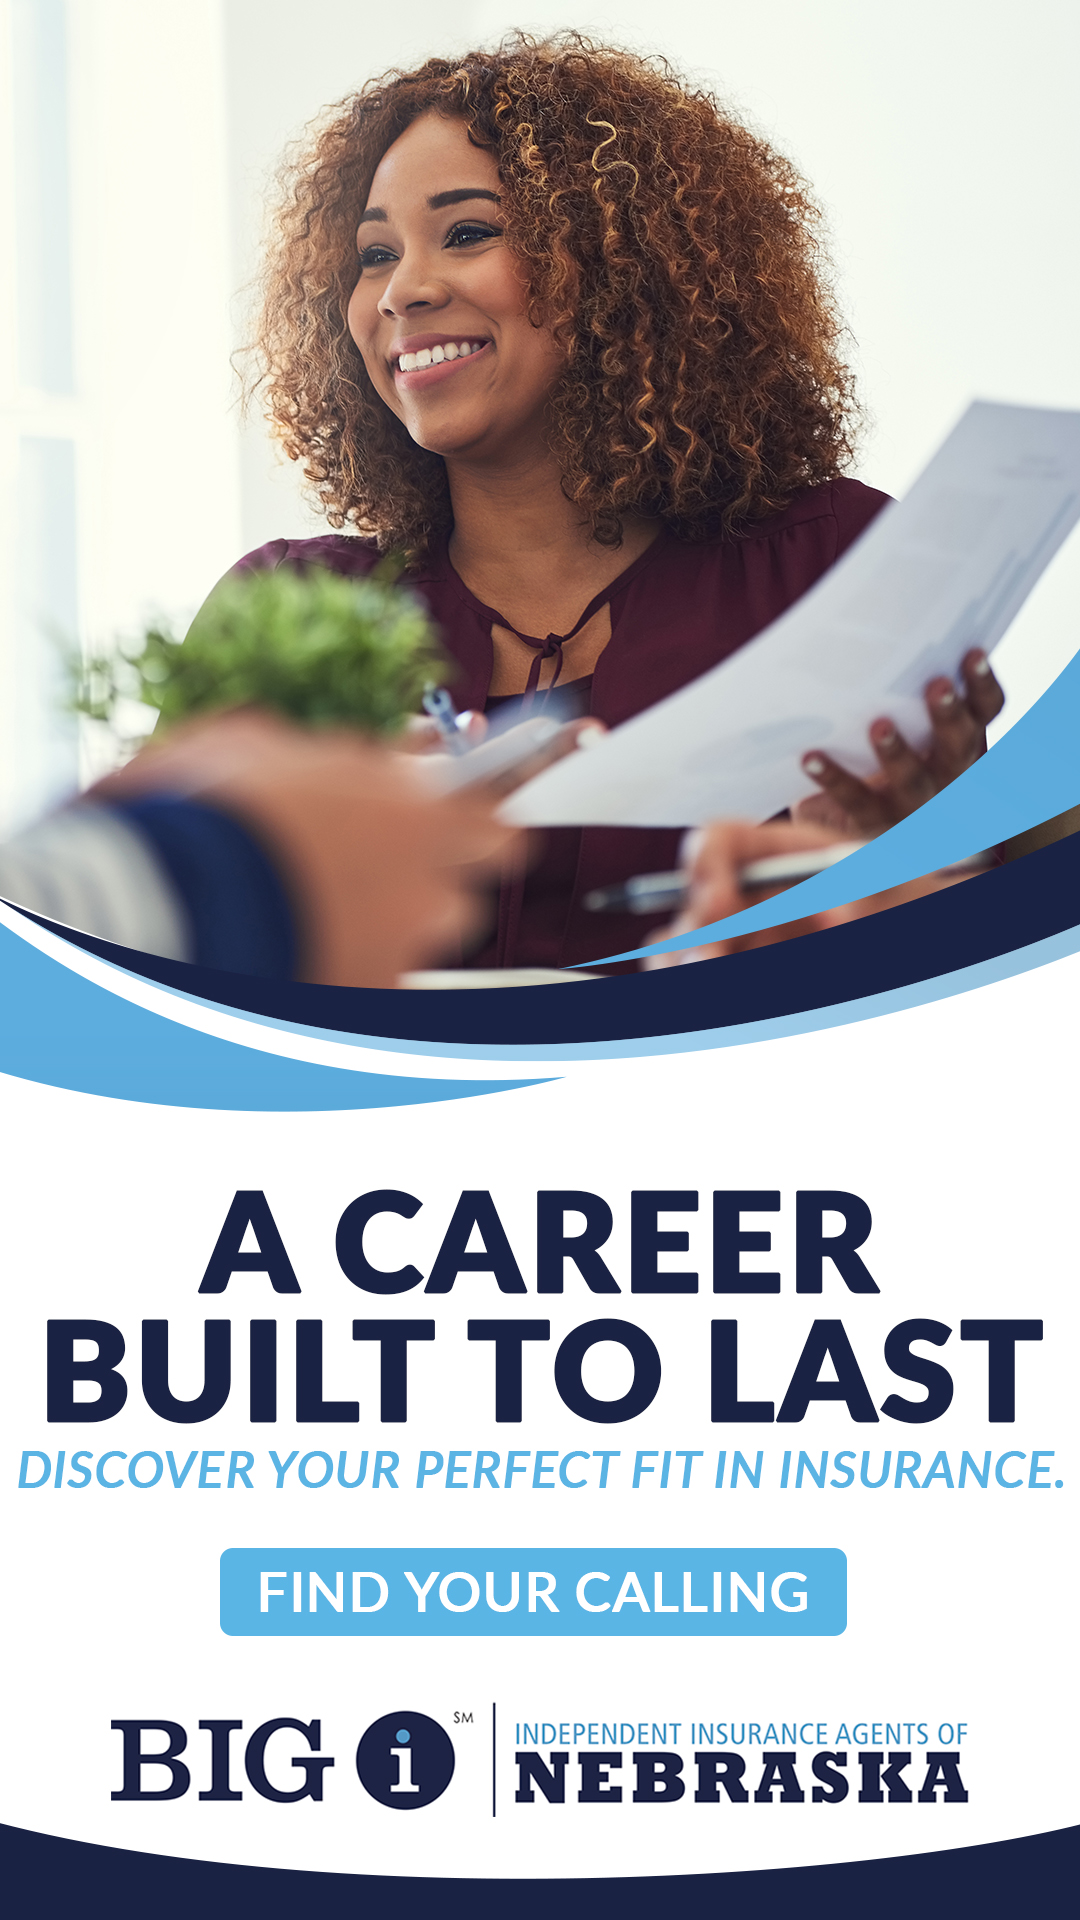 A CAREER
BUILT TO LAST
DISCOVER YOUR PERFECT FIT IN INSURANCE.
FIND YOUR CALLING
BIG i SM
INDEPENDENT INSURANCE AGENTS OF
NEBRASKA